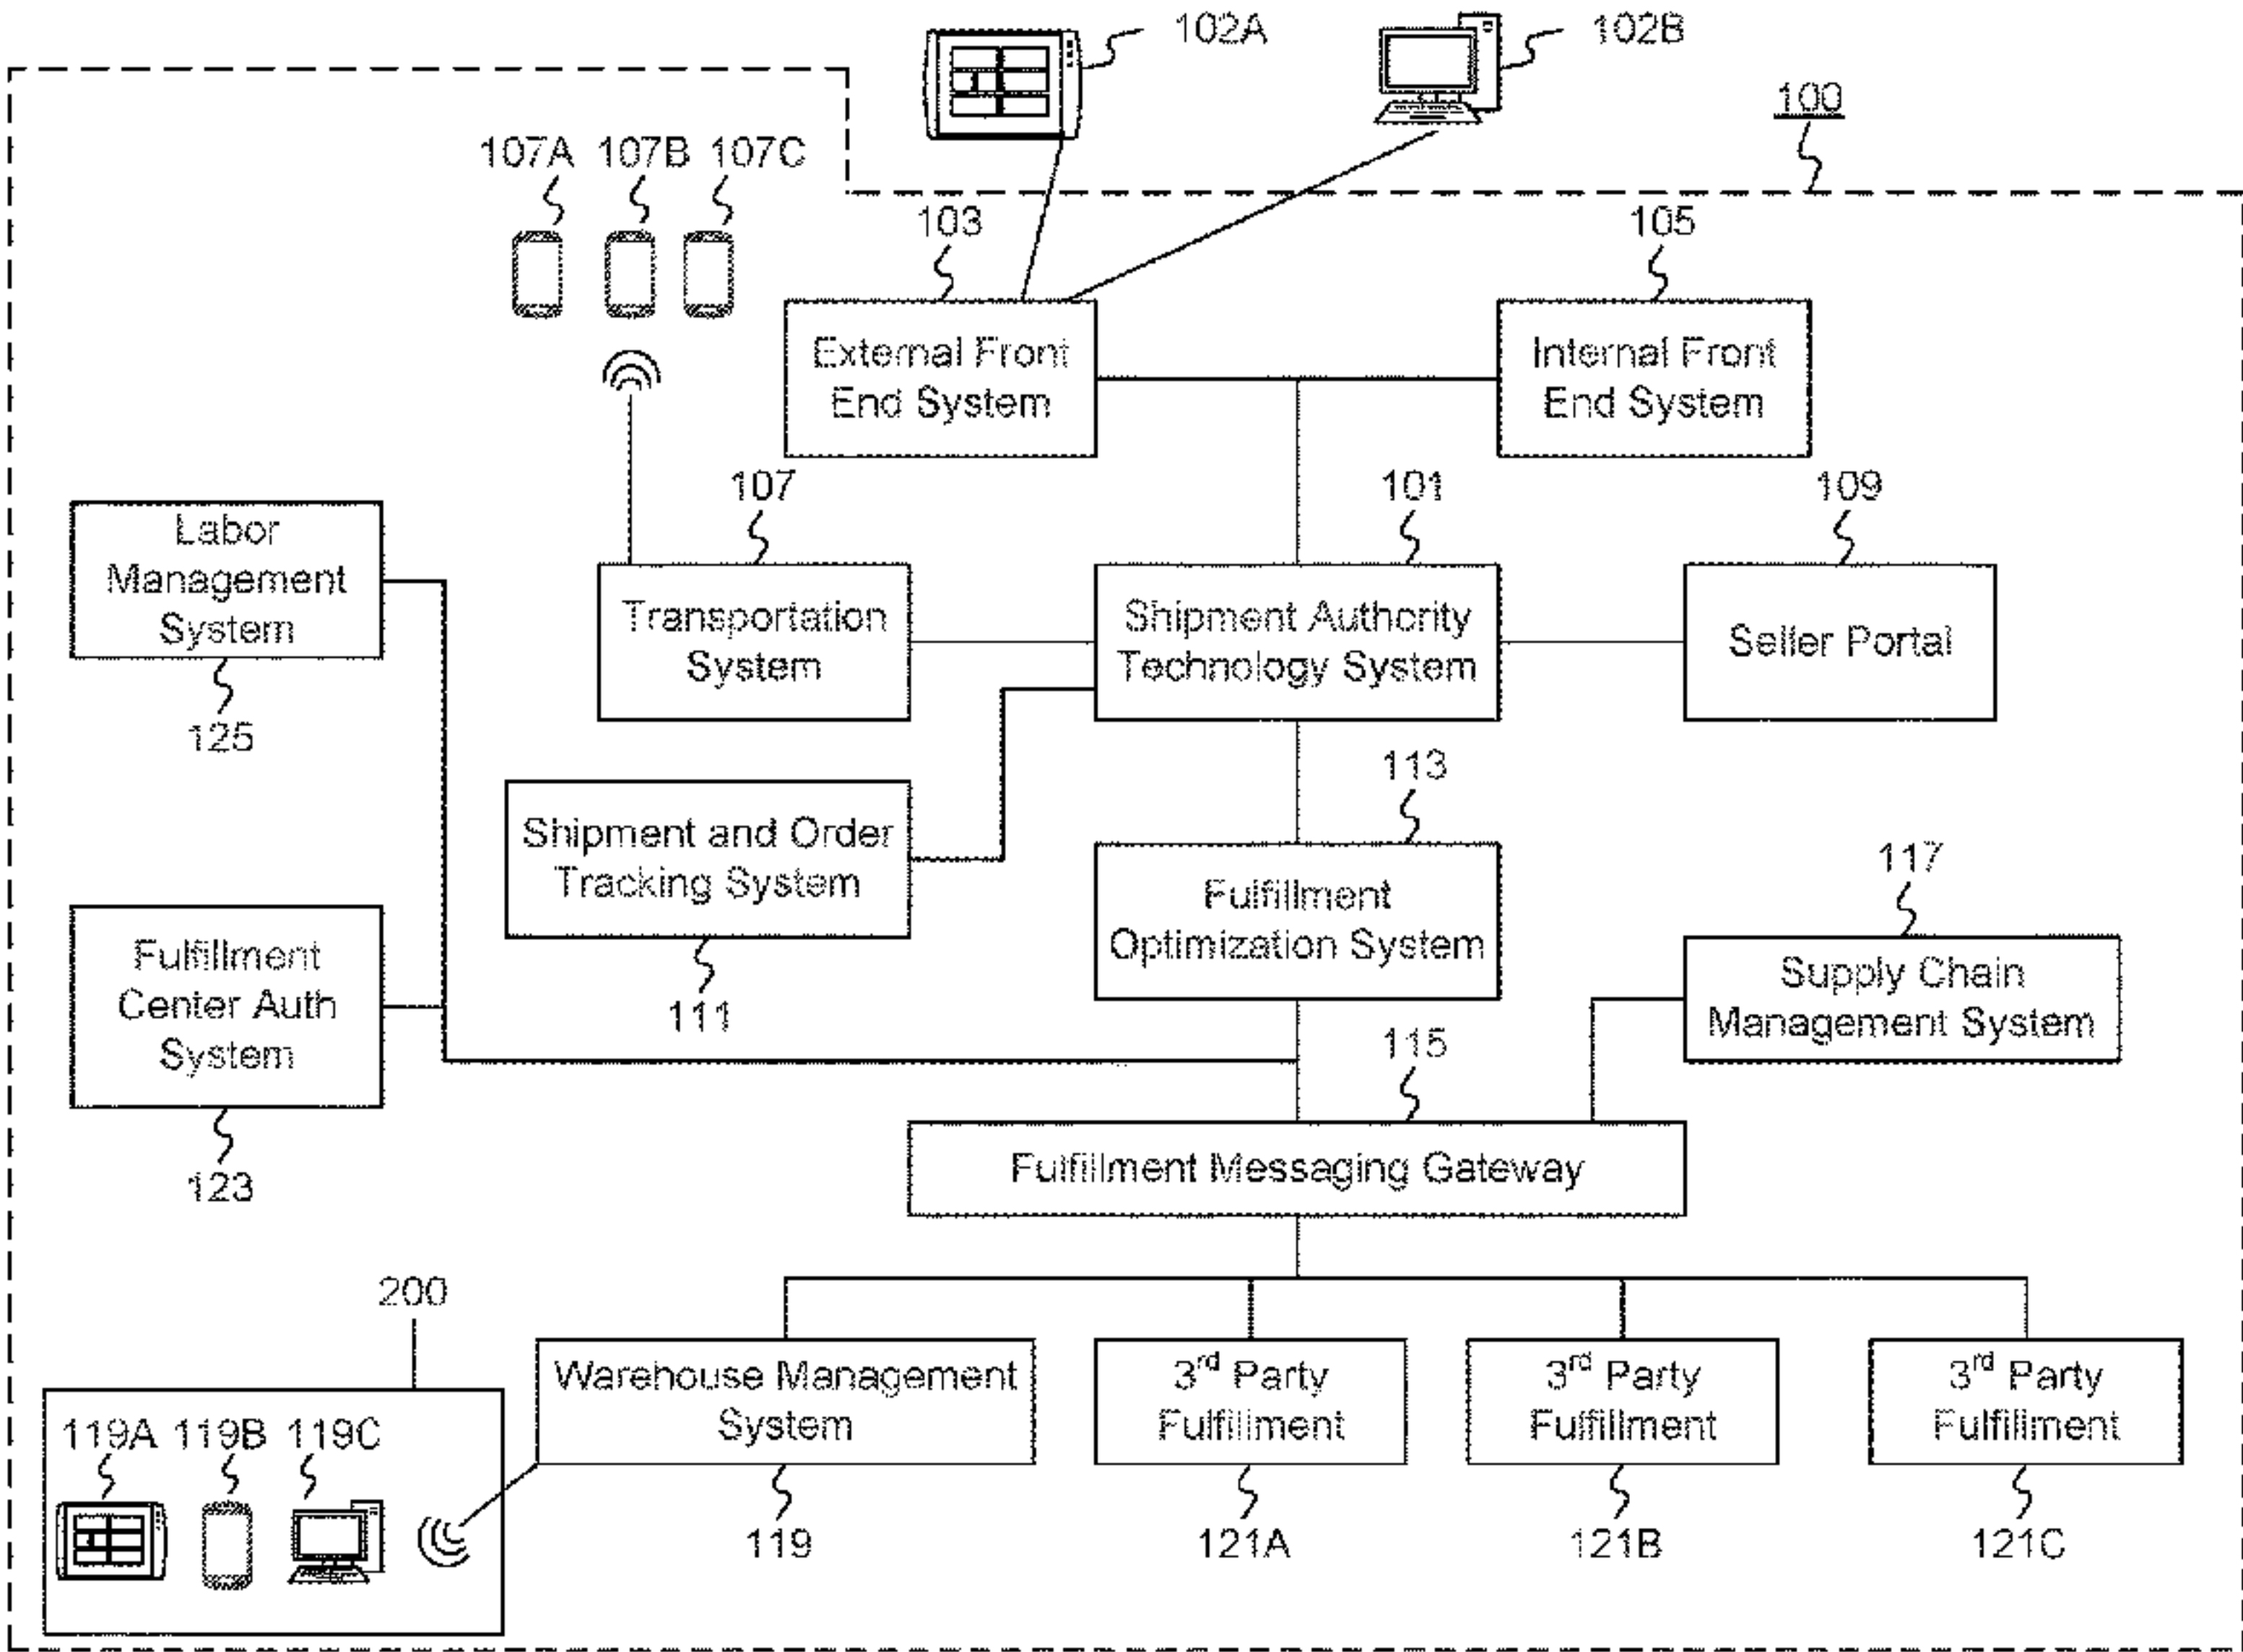 102A
102B
100
107A
107B
107C
103
105
External Front
End System
Internal Front
End System
107
101
109
Labor
Management
System
125
Transportation
System
Shipment Authority
Technology System
Seller Portal
113
Shipment and Order
Tracking System
111
Fulfillment
Optimization System
117
Supply Chain
Management System
Fulfillment
Center Auth
System
123
115
Fulfillment Messaging Gateway
200
119A
119B
119C
Warehouse Management
System
119
3rd Party
Fulfillment
121A
3rd Party
Fulfillment
121B
3rd Party
Fulfillment
121C